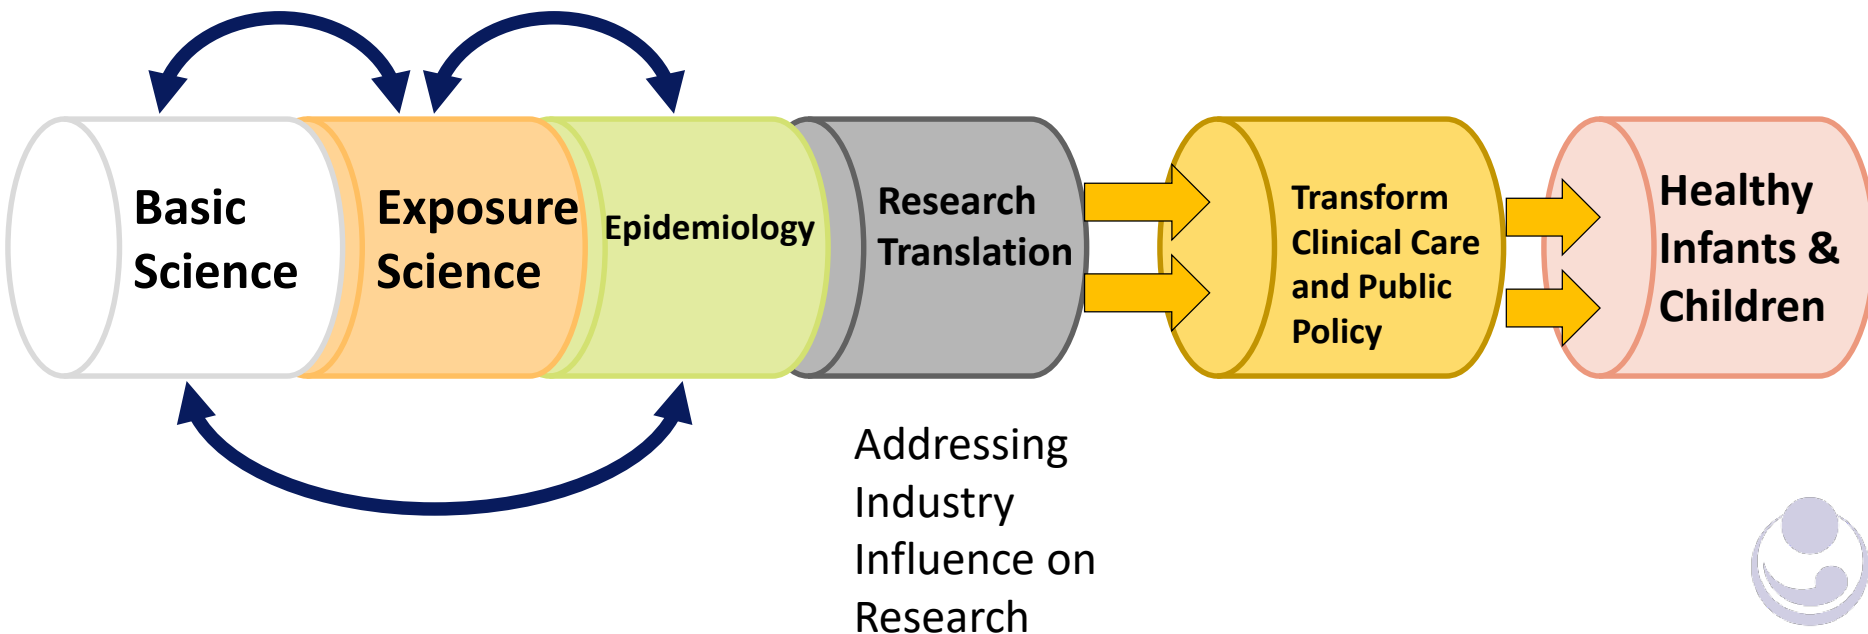 Basic
Science
Exposure
Science
Epidemiology
Research
Translation
Transform
Clinical Care
and Public
Policy
Healthy
Infants &
Children
Addressing
Industry
Influence on
Research